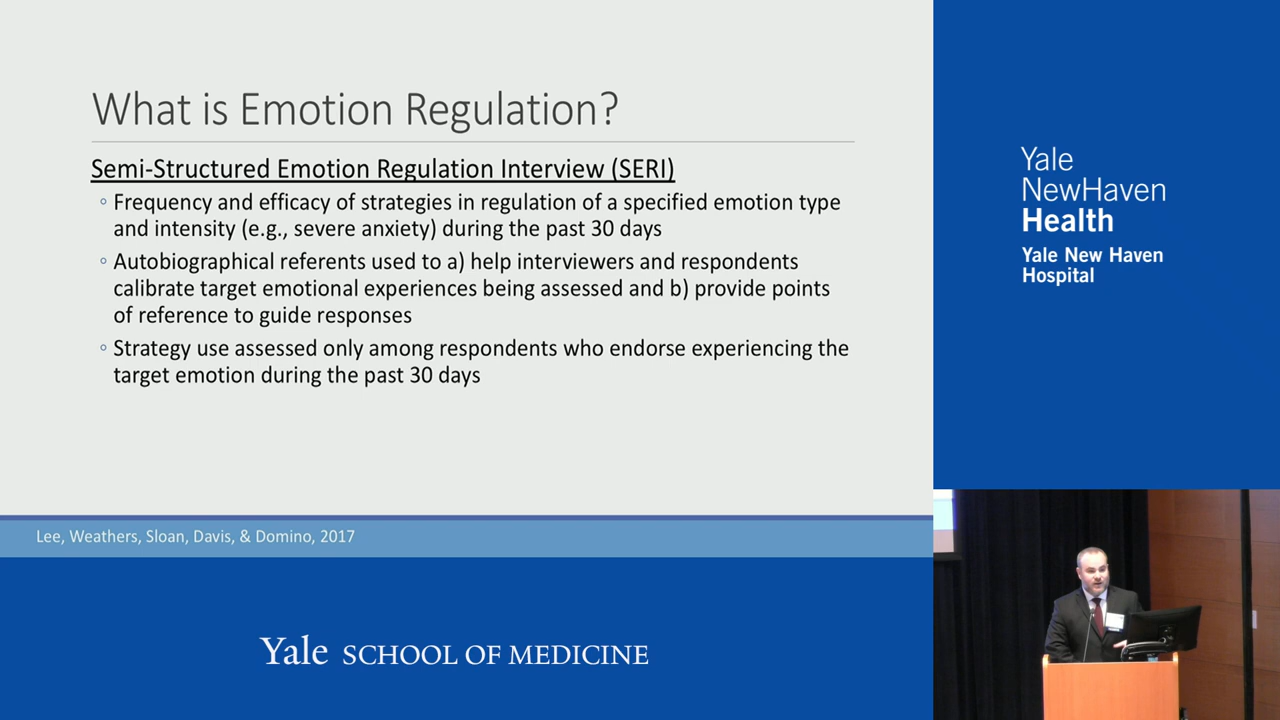 What is Emotion Regulation?
Semi-Structured Emotion Regulation Interview (SERI)
◦ Frequency and efficacy of strategies in regulation of a specified emotion type
and intensity (e.g., severe anxiety) during the past 30 days
◦ Autobiographical referents used to a) help interviewers and respondents
calibrate target emotional experiences being assessed and b) provide points
of reference to guide responses
◦ Strategy use assessed only among respondents who endorse experiencing the
target emotion during the past 30 days
Lee, Weathers, Sloan, Davis, & Domino, 2017
Yale SCHOOL OF MEDICINE
Yale
NewHaven
Health
Yale New Haven
Hospital